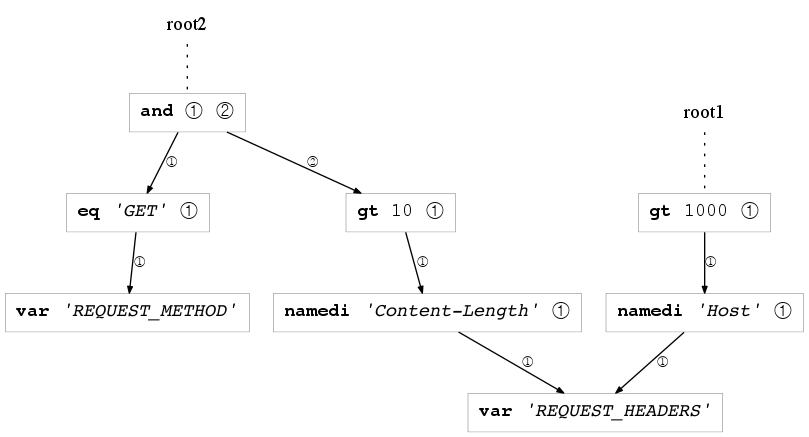 root2
and ① ②
root1
①
②
eq 'GET' ①
gt 10 ①
gt 1000 ①
①
①
①
var 'REQUEST_METHOD'
namedi 'Content-Length' ①
namedi 'Host' ①
①
①
var 'REQUEST_HEADERS'